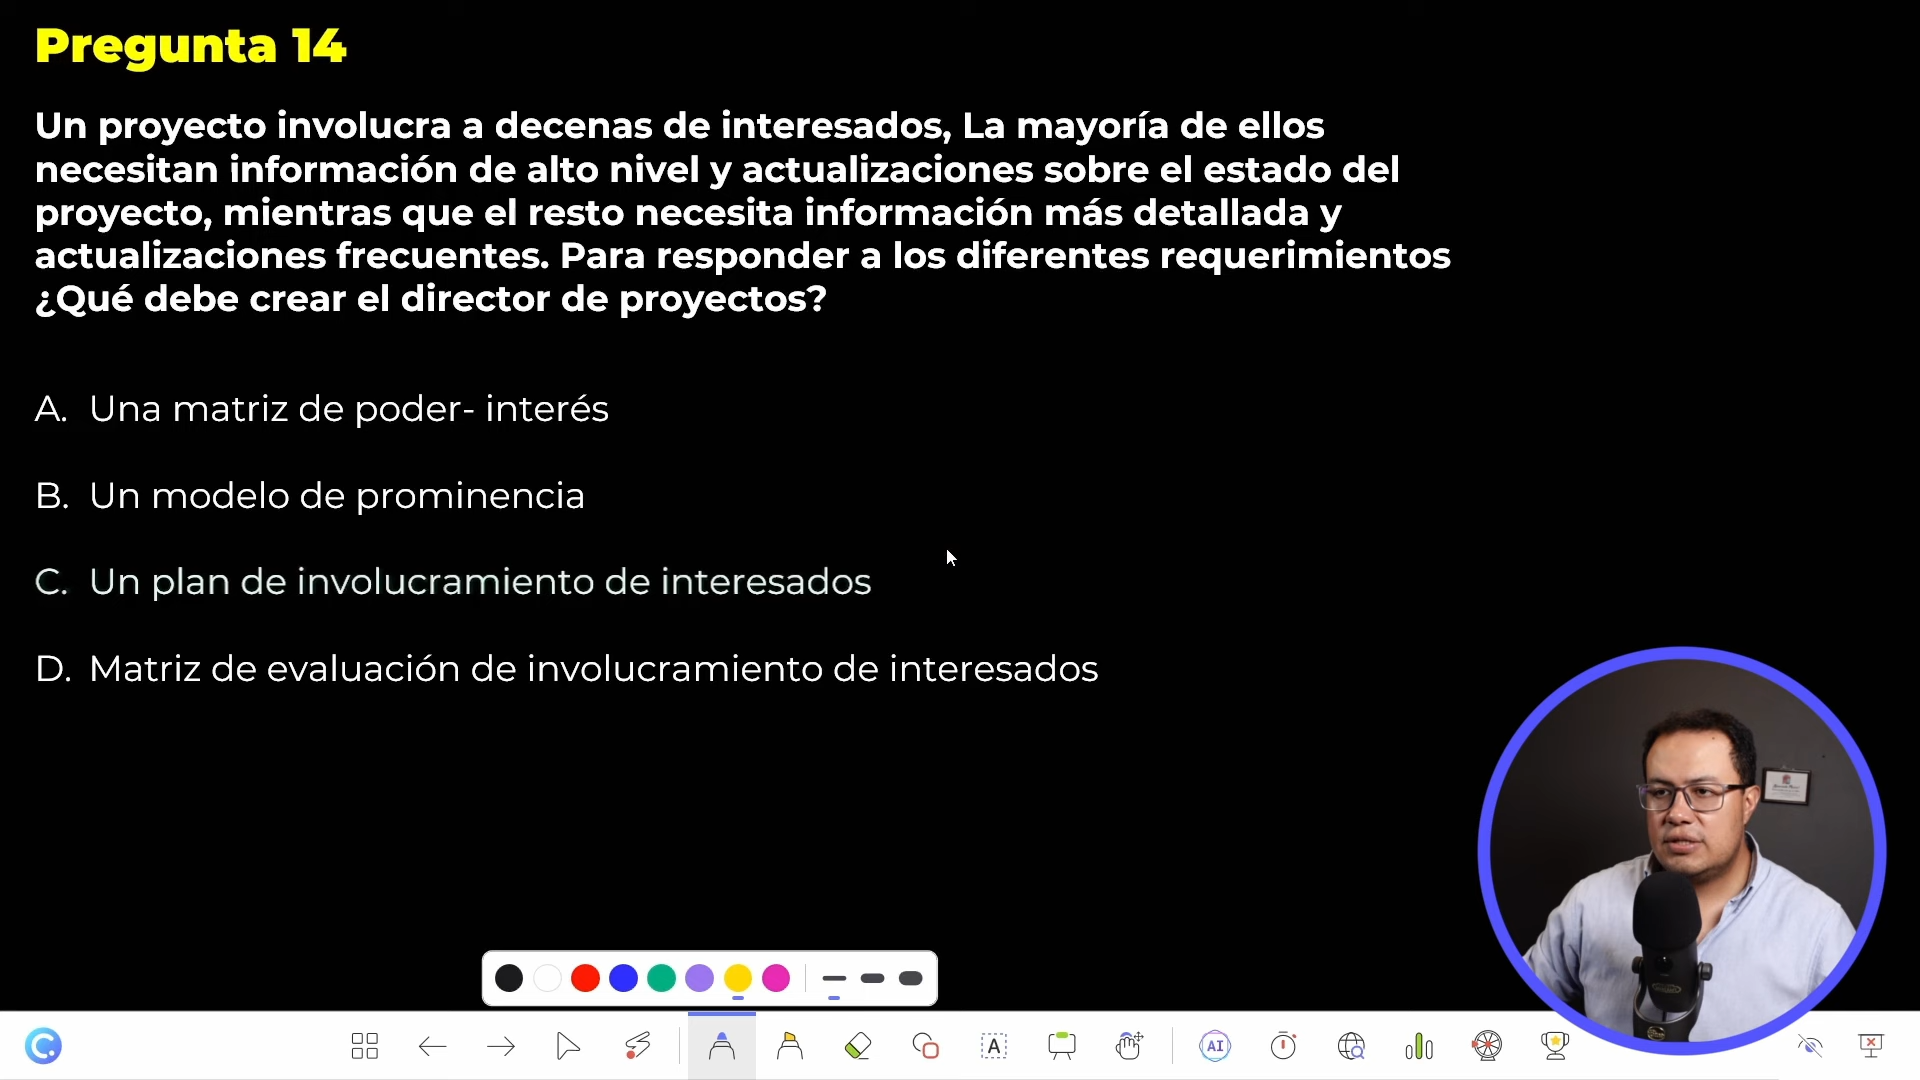 Pregunta 14
Un proyecto involucra a decenas de interesados, La mayoría de ellos
necesitan información de alto nivel y actualizaciones sobre el estado del
proyecto, mientras que el resto necesita información más detallada y
actualizaciones frecuentes. Para responder a los diferentes requerimientos
¿Qué debe crear el director de proyectos?
A. Una matriz de poder- interés
B. Un modelo de prominencia
C. Un plan de involucramiento de interesados
D. Matriz de evaluación de involucramiento de interesados
A
AI